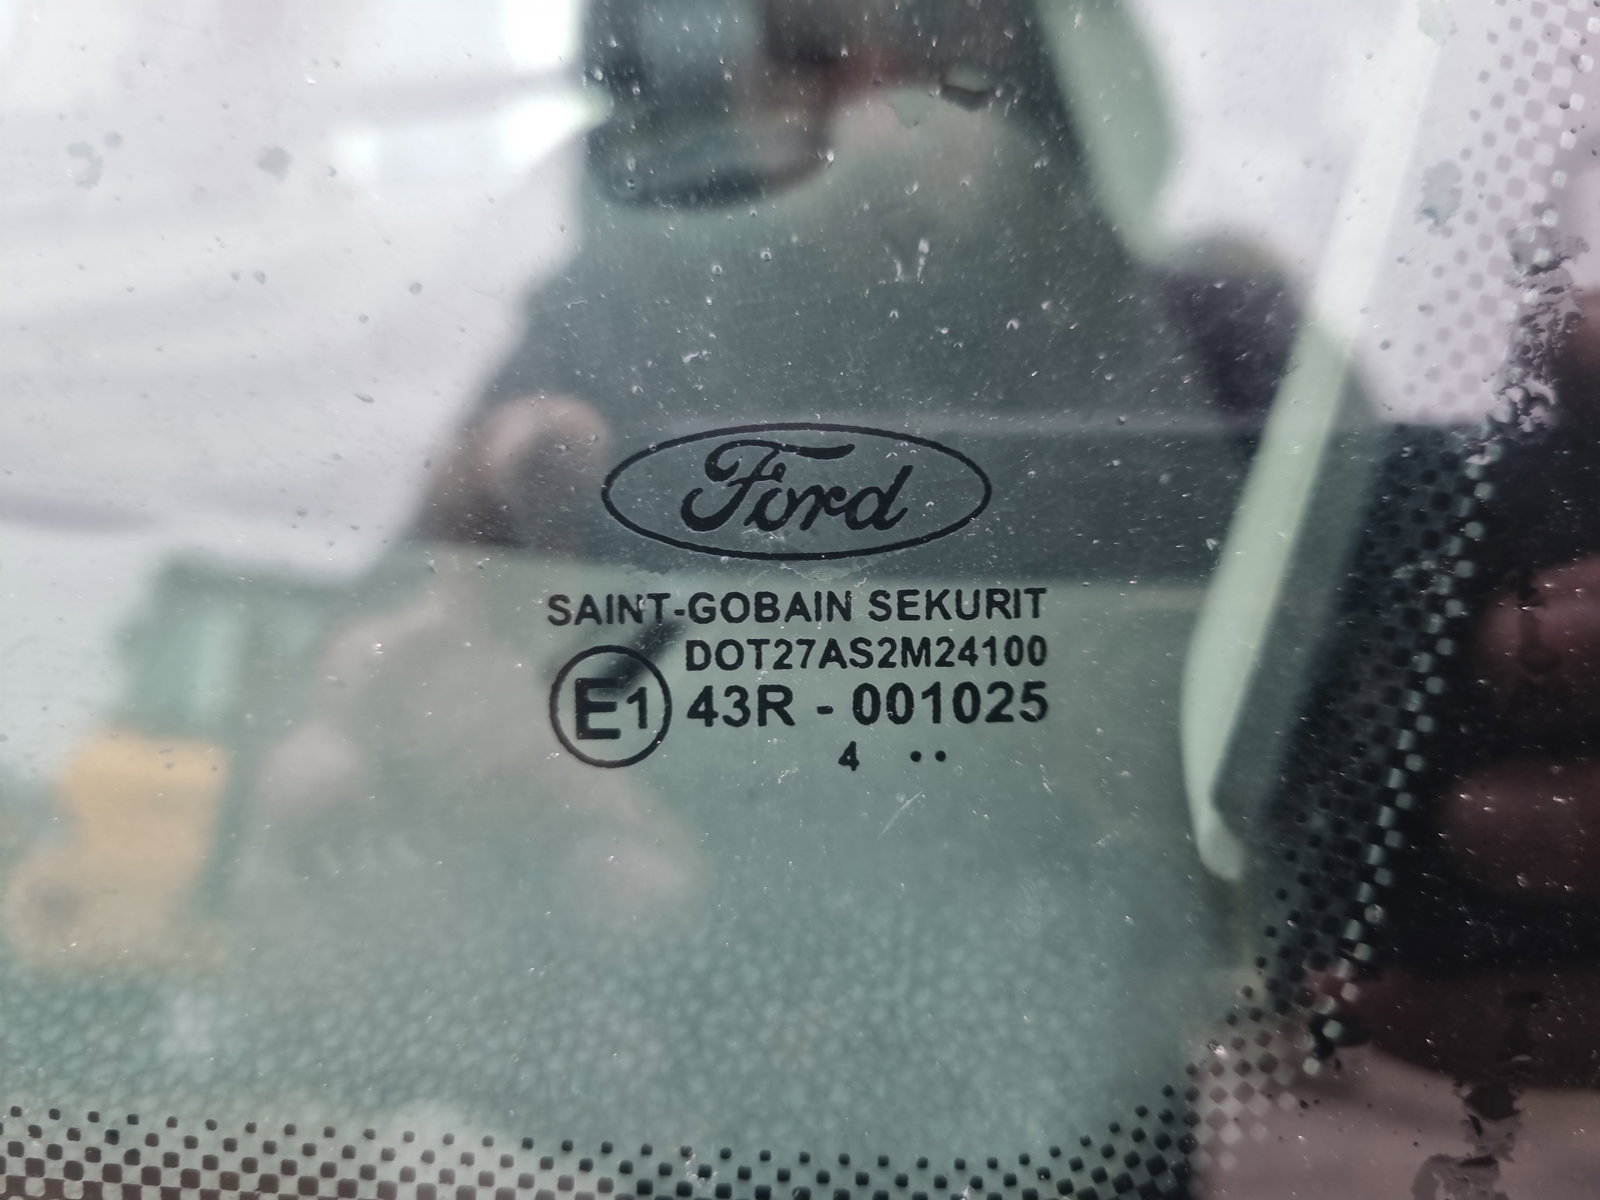 Ford
SAINT-GOBAIN SEKURIT
DOT27AS2M24100
E1 43R - 001025
4 ..